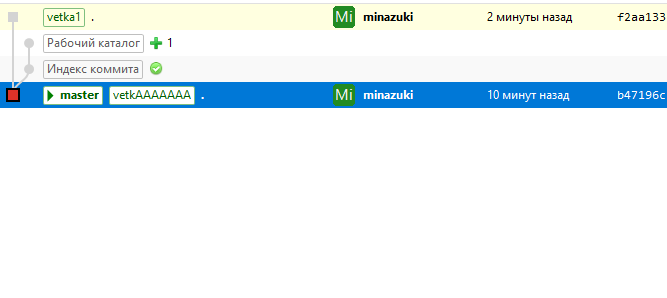 vetka1 . Mi minazuki 2 минуты назад f2aa133
Рабочий каталог 1
Индекс коммита
master vetkAAAAAAA . Mi minazuki 10 минут назад b47196c